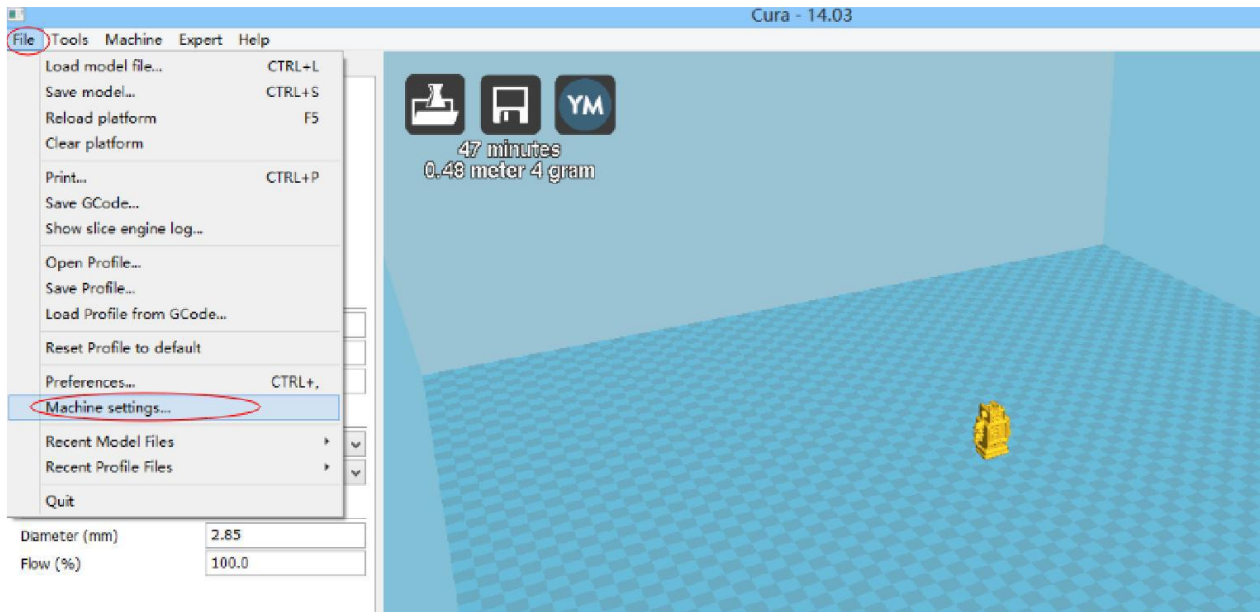 Cura - 14.03
File Tools Machine Expert Help
Load model file... CTRL+L
Save model... CTRL+S
Reload platform F5
Clear platform
Print... CTRL+P
Save GCode...
Show slice engine log...
Open Profile...
Save Profile...
Load Profile from GCode...
Reset Profile to default
Preferences... CTRL+,
Machine settings...
Recent Model Files
Recent Profile Files
Quit
Diameter (mm) 2.85
Flow (%) 100.0
YM
47 minutes
0.48 meter 4 gram